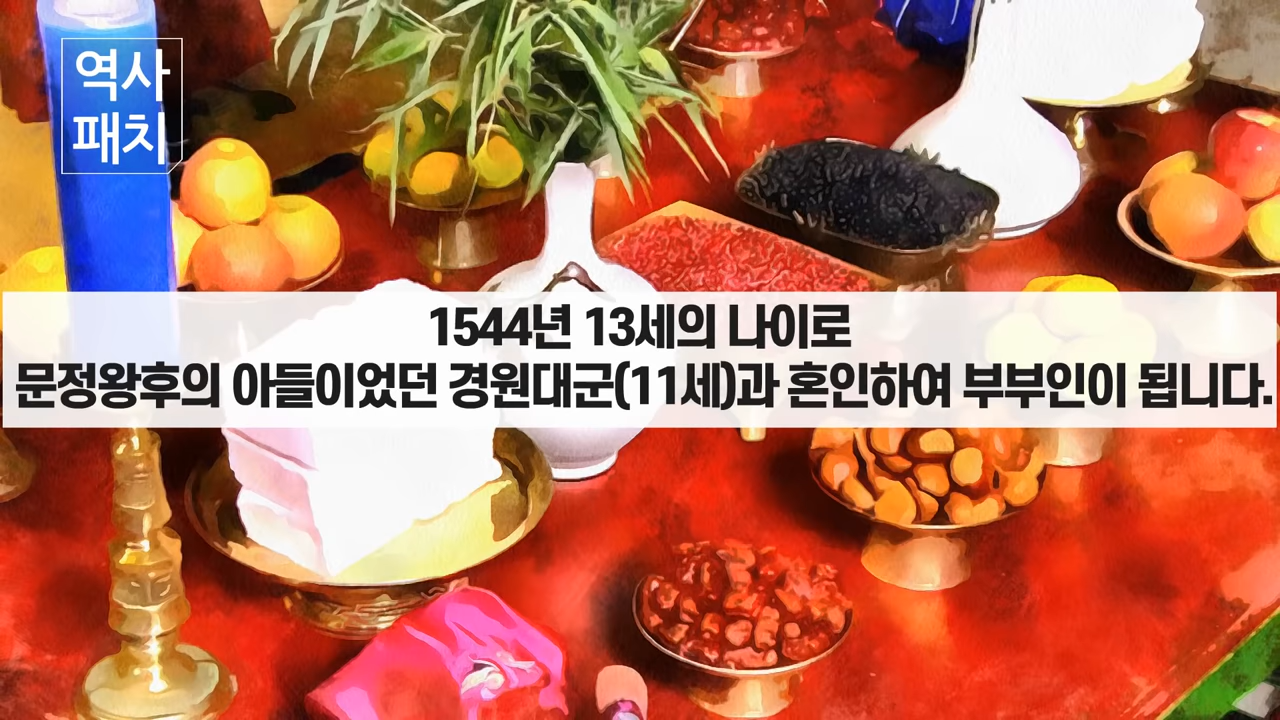 역사
패치
1544년 13세의 나이로
문정왕후의 아들이었던 경원대군(11세)과 혼인하여 부부인이 됩니다.